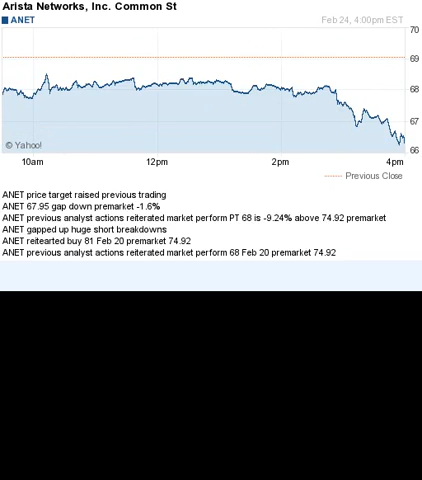 Arista Networks, Inc. Common St
ANET Feb 24, 4:00pm EST
70
69
68
67
66
© Yahoo!
10am 12pm 2pm 4pm
Previous Close
ANET price target raised previous trading
ANET 67.95 gap down premarket -1.6%
ANET previous analyst actions reiterated market perform PT 68 is -9.24% above 74.92 premarket
ANET gapped up huge short breakdowns
ANET reitearted buy 81 Feb 20 premarket 74.92
ANET previous analyst actions reiterated market perform 68 Feb 20 premarket 74.92